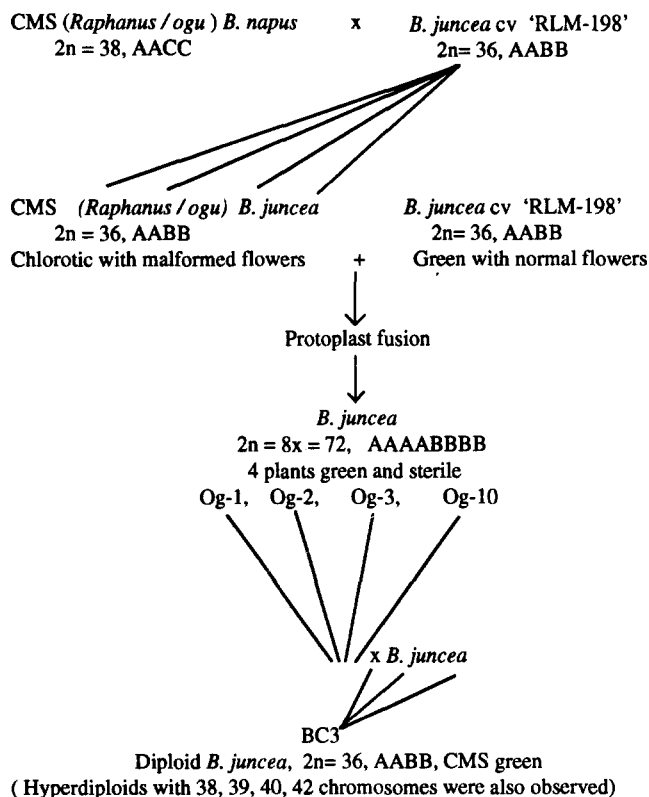 CMS (Raphanus / ogu ) B. napus x B. juncea cv 'RLM-198'
2n = 38, AACC 2n= 36, AABB
CMS (Raphanus / ogu) B. juncea B. juncea cv 'RLM-198'
2n = 36, AABB 2n= 36, AABB
Chlorotic with malformed flowers + Green with normal flowers
Protoplast fusion
B. juncea
2n = 8x = 72, AAAABBBB
4 plants green and sterile
Og-1, Og-2, Og-3, Og-10
x B. juncea
BC3
Diploid B. juncea, 2n= 36, AABB, CMS green
( Hyperdiploids with 38, 39, 40, 42 chromosomes were also observed)